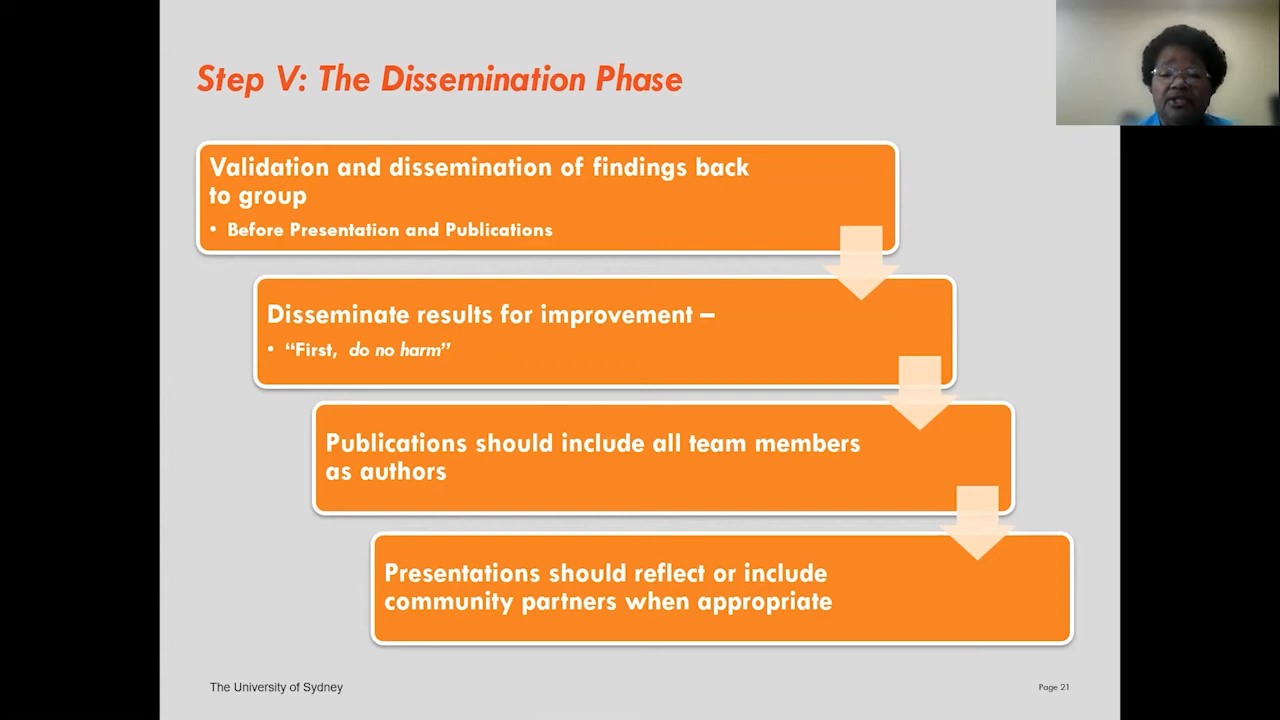 Step V: The Dissemination Phase
Validation and dissemination of findings back
to group
• Before Presentation and Publications
Disseminate results for improvement –
• “First, do no harm”
Publications should include all team members
as authors
Presentations should reflect or include
community partners when appropriate
The University of Sydney
Page 21